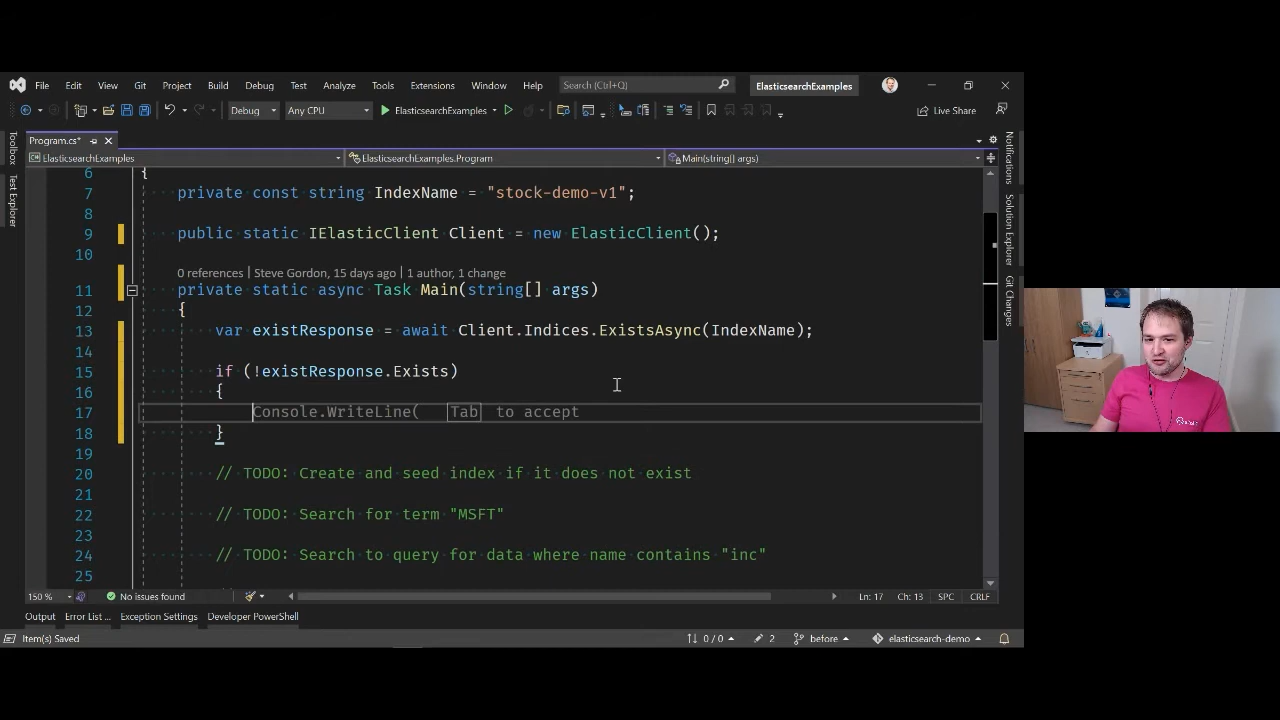 File Edit View Git Project Build Debug Test Analyze Tools Extensions Window Help Search (Ctrl+Q) ElasticsearchExamples
Debug Any CPU ElasticsearchExamples Live Share
Program.cs*
ElasticsearchExamples ElasticsearchExamples.Program Main(string[] args)
Toolbox
Test Explorer
6 {
7 private const string IndexName = "stock-demo-v1";
8
9 public static IElasticClient Client = new ElasticClient();
10
0 references | Steve Gordon, 15 days ago | 1 author, 1 change
11 private static async Task Main(string[] args)
12 {
13 var existResponse = await Client.Indices.ExistsAsync(IndexName);
14
15 if (!existResponse.Exists)
16 {
17 Console.WriteLine( Tab to accept
18 }
19
20 // TODO: Create and seed index if it does not exist
21
22 // TODO: Search for term "MSFT"
23
24 // TODO: Search to query for data where name contains "inc"
25
Notifications
Solution Explorer
Git Changes
150 % No issues found Ln: 17 Ch: 13 SPC CRLF
Output Error List ... Exception Settings Developer PowerShell
Item(s) Saved 0 / 0 2 before elasticsearch-demo